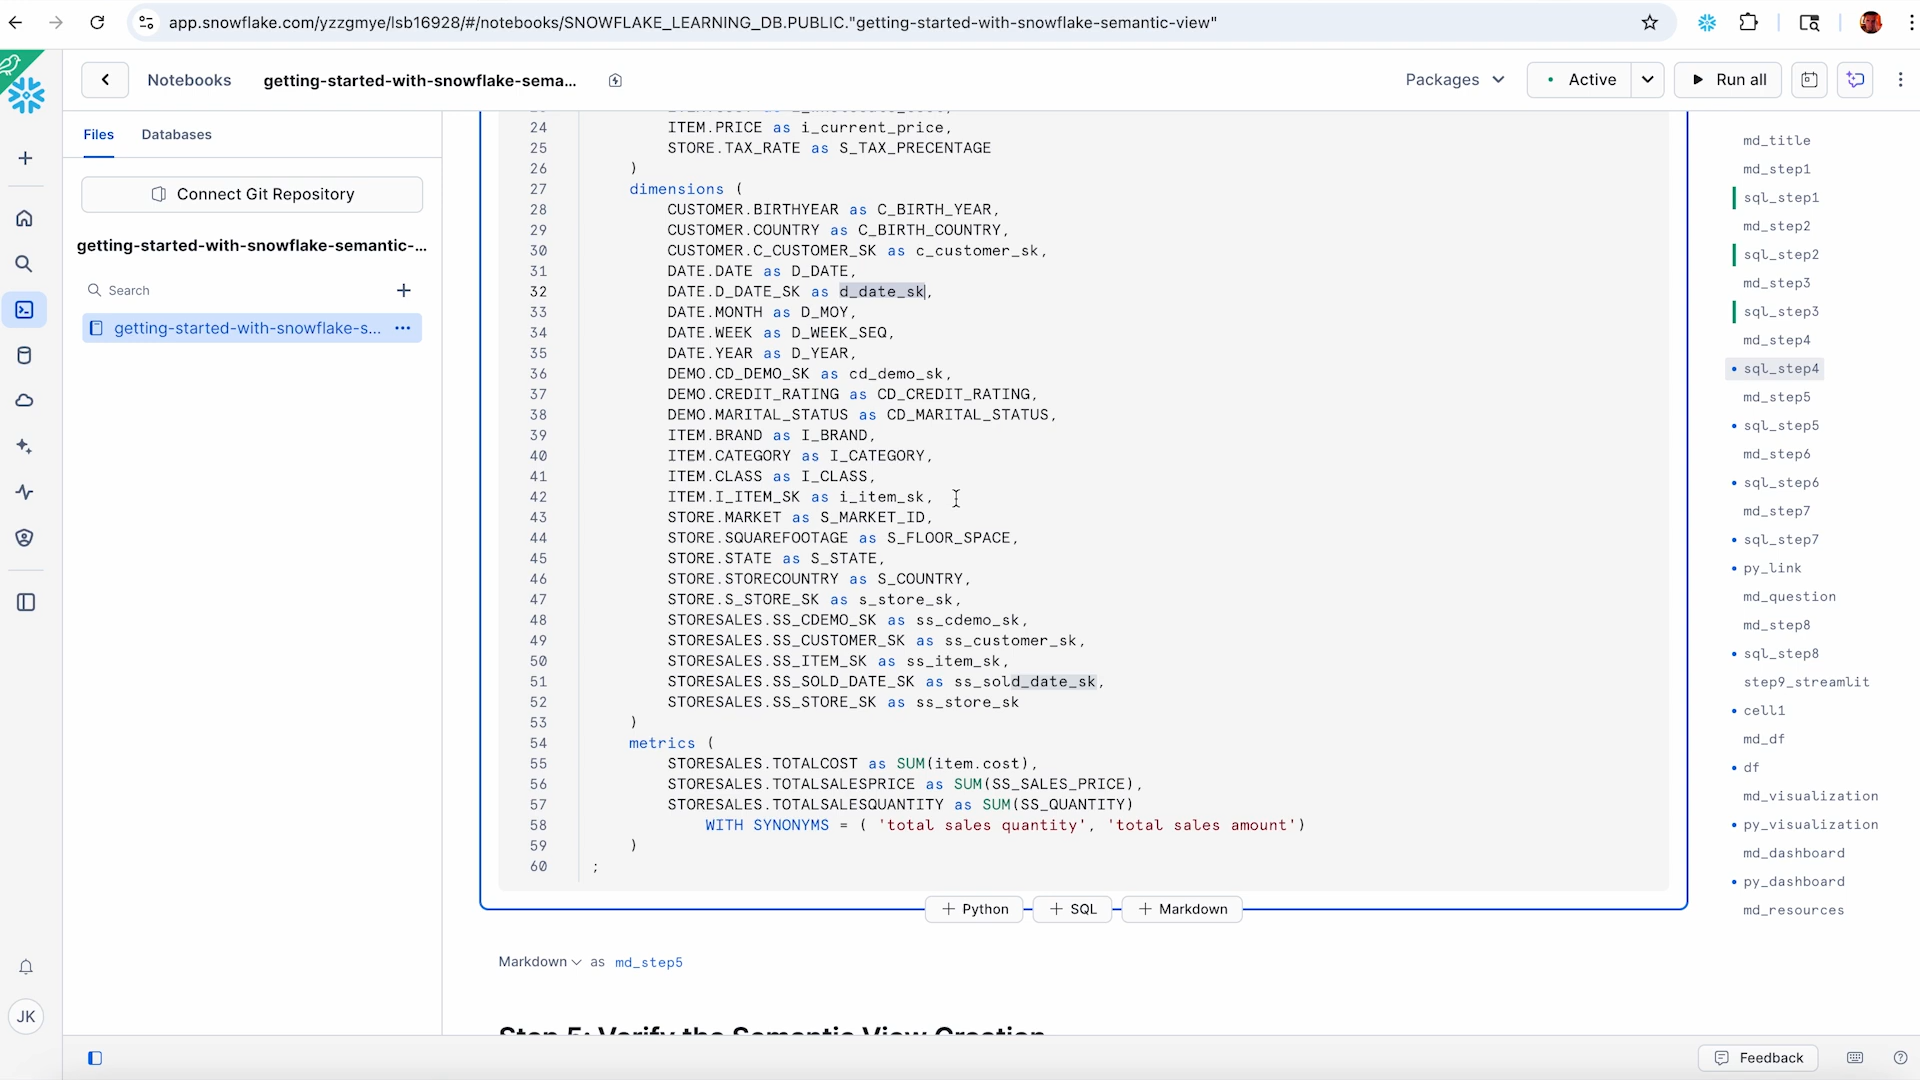 app.snowflake.com/yzzgmye/lsb16928/#/notebooks/SNOWFLAKE_LEARNING_DB.PUBLIC."getting-started-with-snowflake-semantic-view"
Notebooks
getting-started-with-snowflake-sema...
Packages
Active
Run all
Files
Databases
Connect Git Repository
getting-started-with-snowflake-semantic-...
Search
getting-started-with-snowflake-s...
24 ITEM.PRICE as i_current_price,
25 STORE.TAX_RATE as S_TAX_PRECENTAGE
26 )
27 dimensions (
28 CUSTOMER.BIRTHYEAR as C_BIRTH_YEAR,
29 CUSTOMER.COUNTRY as C_BIRTH_COUNTRY,
30 CUSTOMER.C_CUSTOMER_SK as c_customer_sk,
31 DATE.DATE as D_DATE,
32 DATE.D_DATE_SK as d_date_sk,
33 DATE.MONTH as D_MOY,
34 DATE.WEEK as D_WEEK_SEQ,
35 DATE.YEAR as D_YEAR,
36 DEMO.CD_DEMO_SK as cd_demo_sk,
37 DEMO.CREDIT_RATING as CD_CREDIT_RATING,
38 DEMO.MARITAL_STATUS as CD_MARITAL_STATUS,
39 ITEM.BRAND as I_BRAND,
40 ITEM.CATEGORY as I_CATEGORY,
41 ITEM.CLASS as I_CLASS,
42 ITEM.I_ITEM_SK as i_item_sk,
43 STORE.MARKET as S_MARKET_ID,
44 STORE.SQUAREFOOTAGE as S_FLOOR_SPACE,
45 STORE.STATE as S_STATE,
46 STORE.STORECOUNTRY as S_COUNTRY,
47 STORE.S_STORE_SK as s_store_sk,
48 STORESALES.SS_CDEMO_SK as ss_cdemo_sk,
49 STORESALES.SS_CUSTOMER_SK as ss_customer_sk,
50 STORESALES.SS_ITEM_SK as ss_item_sk,
51 STORESALES.SS_SOLD_DATE_SK as ss_sold_date_sk,
52 STORESALES.SS_STORE_SK as ss_store_sk
53 )
54 metrics (
55 STORESALES.TOTALCOST as SUM(item.cost),
56 STORESALES.TOTALSALESPRICE as SUM(SS_SALES_PRICE),
57 STORESALES.TOTALSALESQUANTITY as SUM(SS_QUANTITY)
58 WITH SYNONYMS = ( 'total sales quantity', 'total sales amount')
59 )
60 ;
+ Python
+ SQL
+ Markdown
Markdown as md_step5
Step 5: Verify the Semantic View Creation
md_title
md_step1
sql_step1
md_step2
sql_step2
md_step3
sql_step3
md_step4
sql_step4
md_step5
sql_step5
md_step6
sql_step6
md_step7
sql_step7
py_link
md_question
md_step8
sql_step8
step9_streamlit
cell1
md_df
df
md_visualization
py_visualization
md_dashboard
py_dashboard
md_resources
JK
Feedback